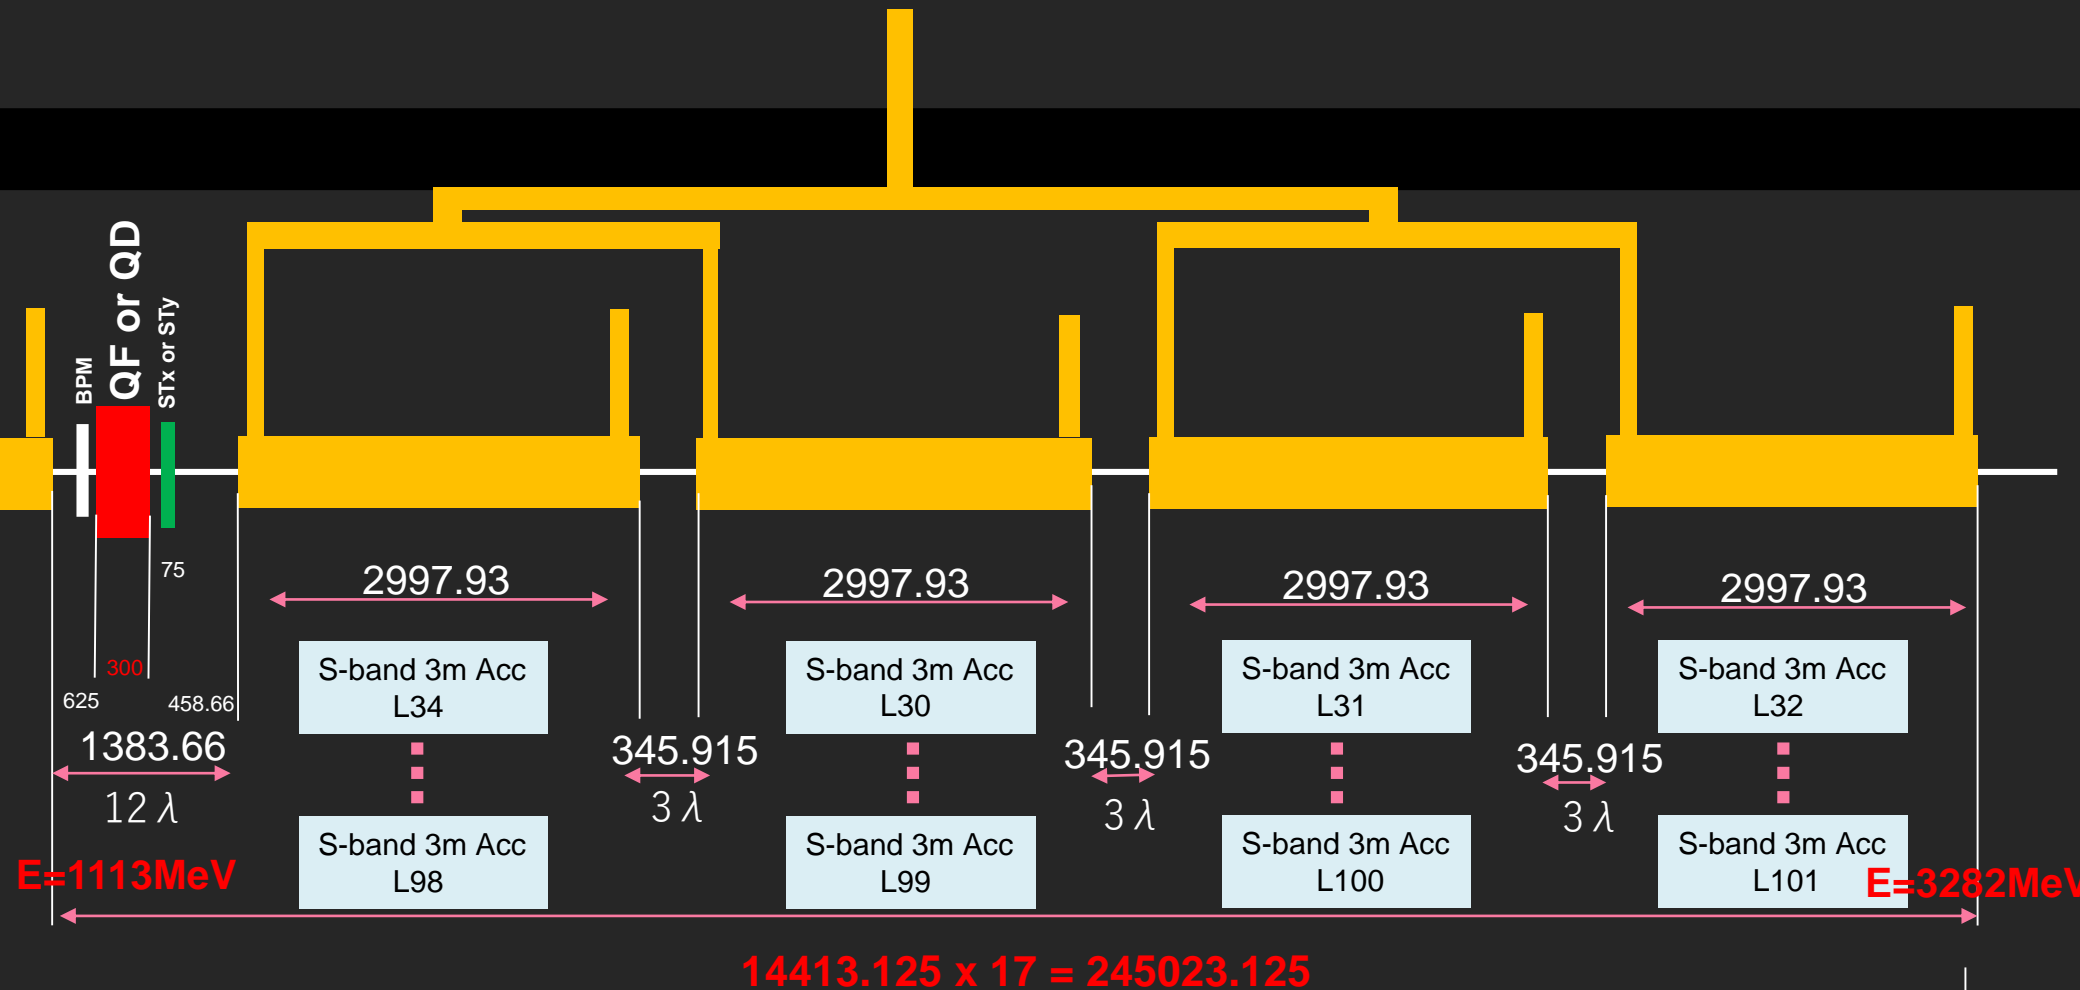 QF or QD
BPM
STx or STy
75
2997.93
2997.93
2997.93
2997.93
300
625
458.66
S-band 3m Acc
L34
S-band 3m Acc
L30
S-band 3m Acc
L31
S-band 3m Acc
L32
1383.66
345.915
345.915
345.915
12 λ
3 λ
3 λ
3 λ
S-band 3m Acc
L98
S-band 3m Acc
L99
S-band 3m Acc
L100
S-band 3m Acc
L101
E=1113MeV
E=3282MeV
14413.125 x 17 = 245023.125